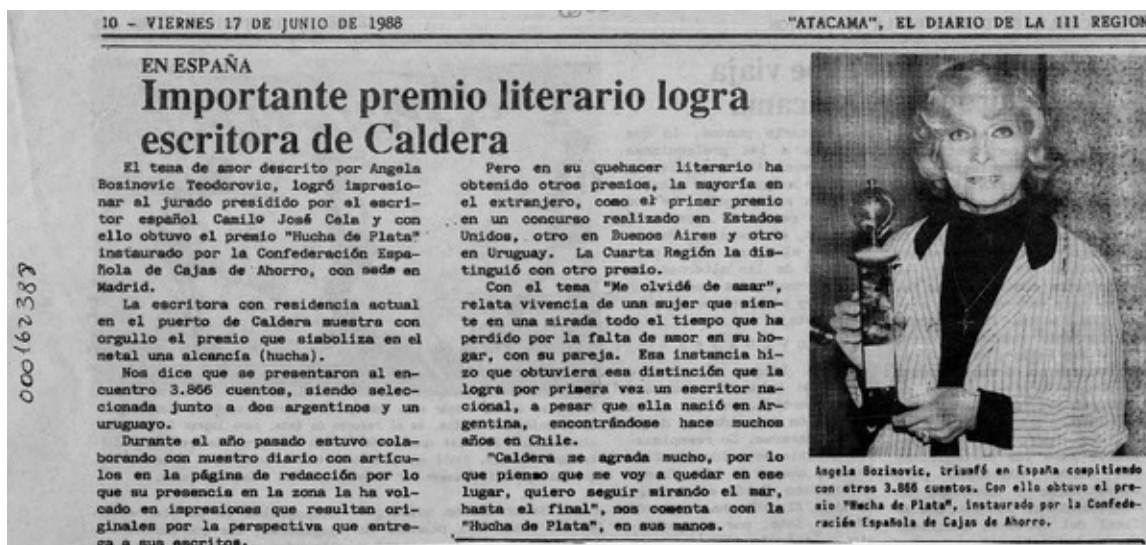 10 - VIERNES 17 DE JUNIO DE 1988
"ATACAMA", EL DIARIO DE LA III REGION
EN ESPAÑA
Importante premio literario logra
escritora de Caldera
El tema de amor descrito por Angela
Bozinovic Teodorovic, logró impresio-
nar al jurado presidido por el escri-
tor español Camilo José Cela y con
ello obtuvo el premio "Hucha de Plata"
instaurado por la Confederación Espa-
ñola de Cajas de Ahorro, con sede en
Madrid.
La escritora con residencia actual
en el puerto de Caldera muestra con
orgullo el premio que simboliza en el
metal una alcancía (hucha).
Nos dice que se presentaron al en-
cuentro 3.866 cuentos, siendo selec-
cionada junto a dos argentinos y un
uruguayo.
Durante el año pasado estuvo cola-
borando con nuestro diario con artícu-
los en la página de redacción por lo
que su presencia en la zona la ha vol-
cado en impresiones que resultan ori-
ginales por la perspectiva que entre-
ga a sus escritos.
Pero en su quehacer literario ha
obtenido otros premios, la mayoría en
el extranjero, como el primer premio
en un concurso realizado en Estados
Unidos, otro en Buenos Aires y otro
en Uruguay. La Cuarta Región la dis-
tinguió con otro premio.
Con el tema "Me olvidé de amar",
relata vivencia de una mujer que sien-
te en una mirada todo el tiempo que ha
perdido por la falta de amor en su ho-
gar, con su pareja. Esa instancia hi-
zo que obtuviera esa distinción que la
logra por primera vez un escritor na-
cional, a pesar que ella nació en Ar-
gentina, encontrándose hace muchos
años en Chile.
"Caldera me agrada mucho, por lo
que pienso que me voy a quedar en ese
lugar, quiero seguir mirando el mar,
hasta el final", nos comenta con la
"Hucha de Plata", en sus manos.
Angela Bozinovic, triunfó en España compitiendo
con otros 3.866 cuentos. Con ello obtuvo el pre-
mio "Hucha de Plata", instaurado por la Confede-
ración Española de Cajas de Ahorro.
000162388